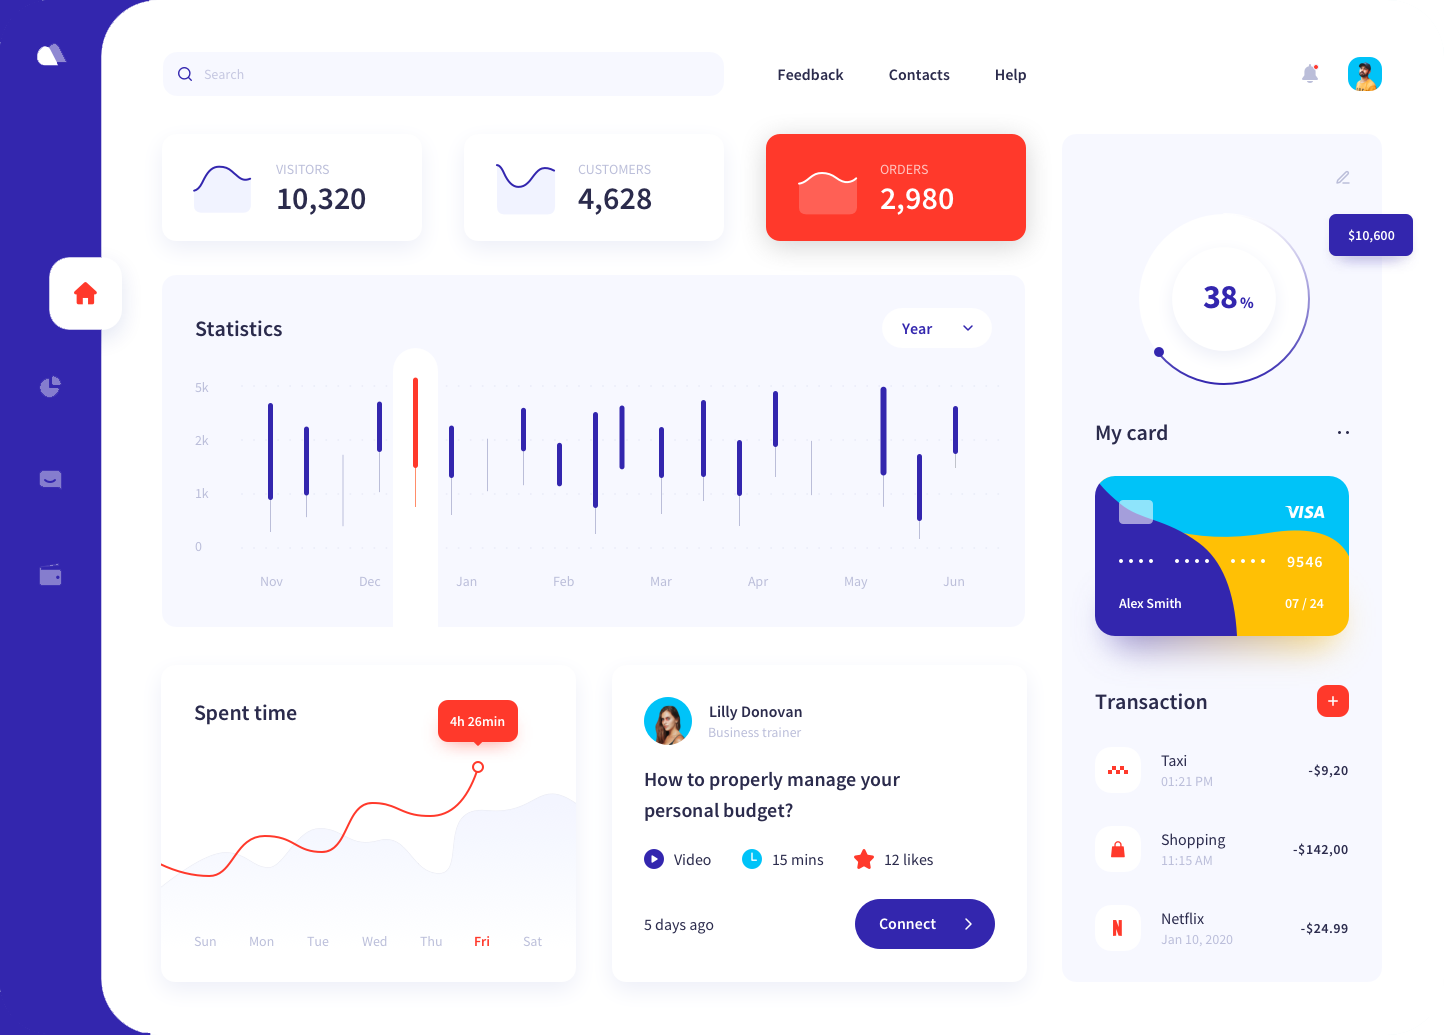 Search
Feedback
Contacts
Help
VISITORS
10,320
CUSTOMERS
4,628
ORDERS
2,980
$10,600
38 %
Statistics
Year
5k
2k
1k
0
Nov
Dec
Jan
Feb
Mar
Apr
May
Jun
My card
VISA
9546
Alex Smith
07 / 24
Spent time
4h 26min
Sun
Mon
Tue
Wed
Thu
Fri
Sat
Lilly Donovan
Business trainer
How to properly manage your
personal budget?
Video
15 mins
12 likes
5 days ago
Connect
Transaction
Taxi
01:21 PM
-$9,20
Shopping
11:15 AM
-$142,00
N
Netflix
Jan 10, 2020
-$24.99